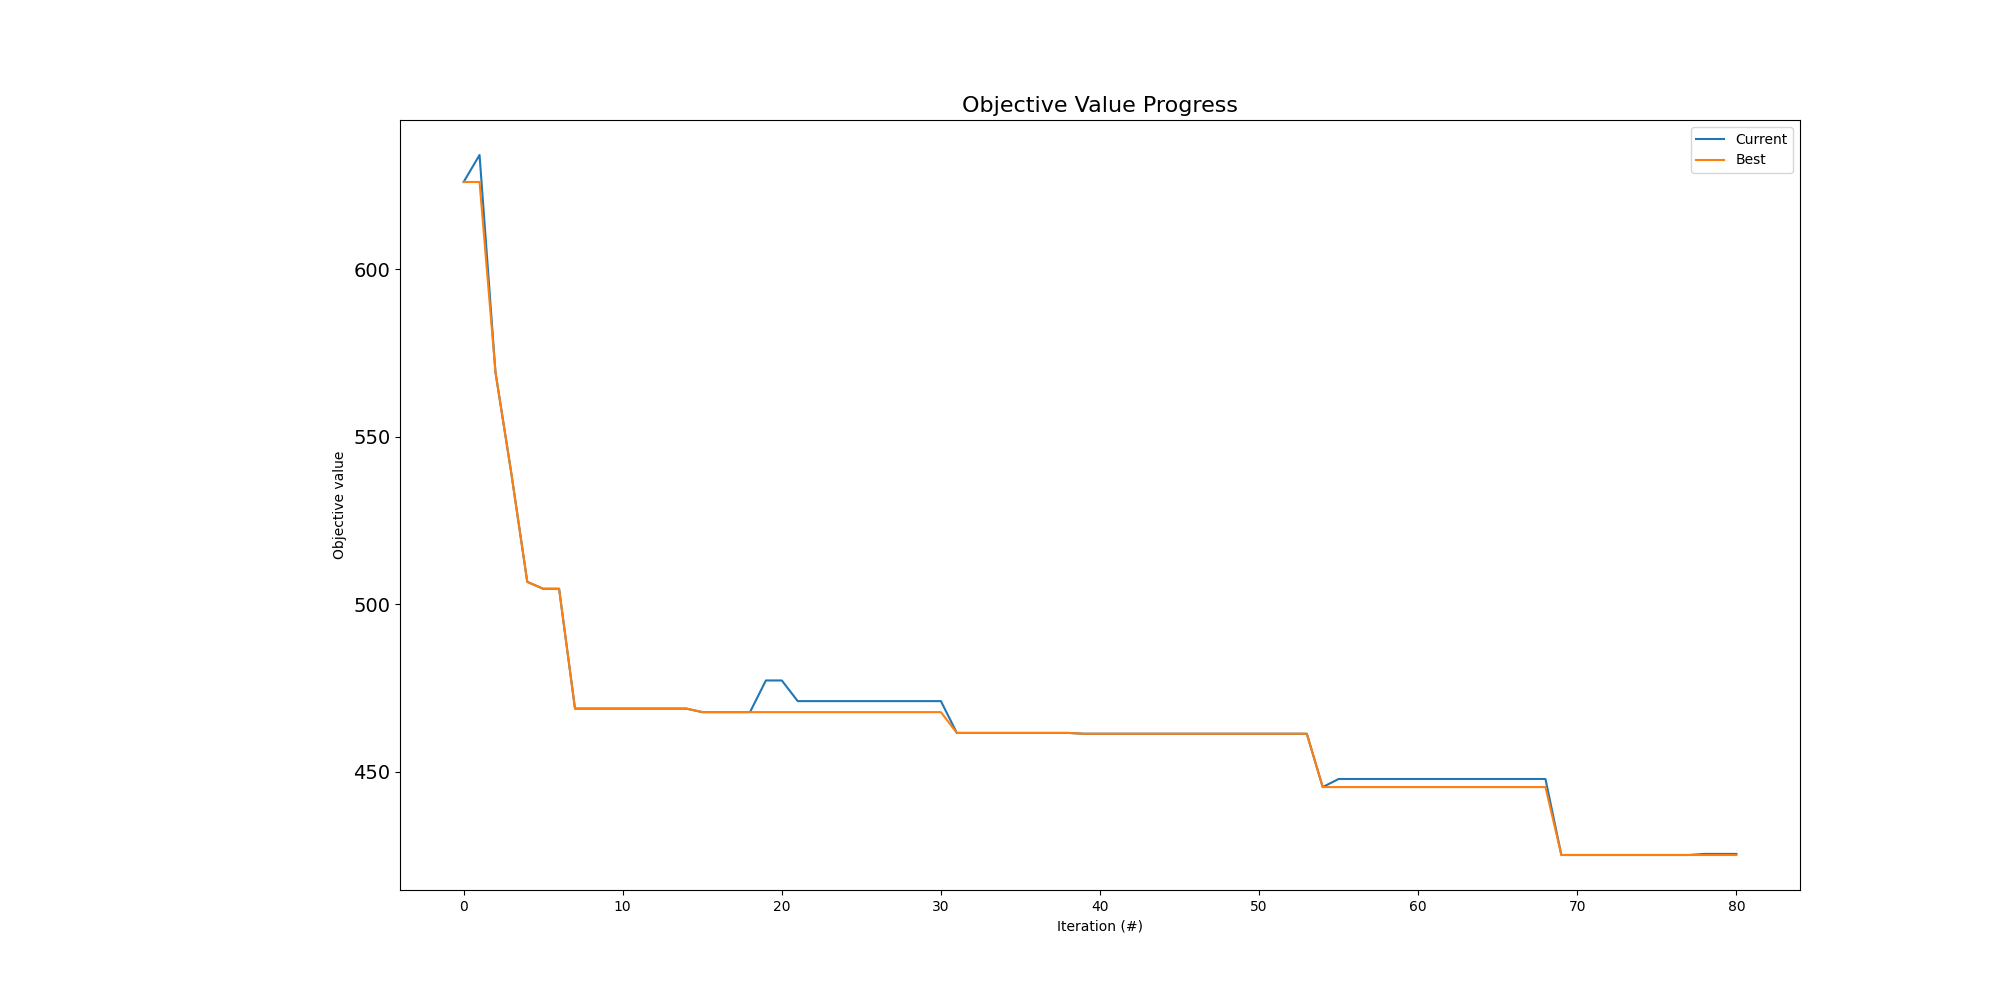 Objective Value Progress
Current
Best
600
550
500
450
Objective value
0 10 20 30 40 50 60 70 80
Iteration (#)